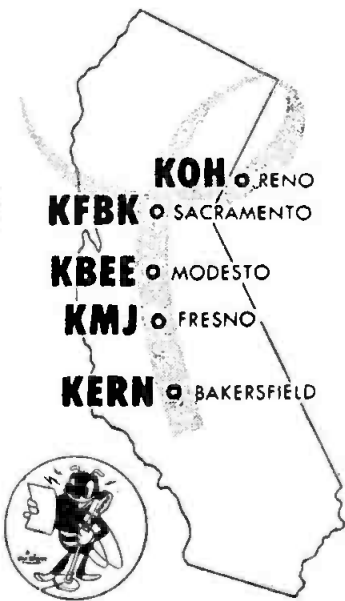 KOH RENO
KFBK SACRAMENTO
KBEE MODESTO
KMJ FRESNO
KERN BAKERSFIELD